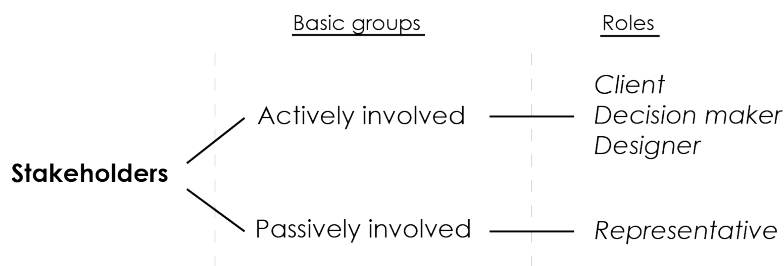 Basic groups
Roles
Client
Actively involved
Decision maker
Designer
Stakeholders
Passively involved
Representative